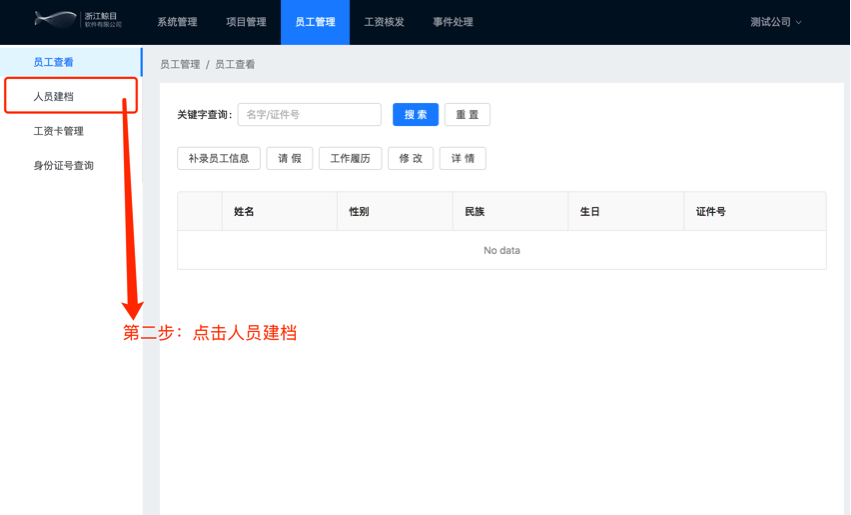 浙江鲸目
软件有限公司
系统管理 项目管理 员工管理 工资核发 事件处理 测试公司
员工查看
人员建档
工资卡管理
身份证号查询
员工管理 / 员工查看
关键字查询: 名字/证件号 搜 索 重 置
补录员工信息 请 假 工作履历 修 改 详 情
姓名 性别 民族 生日 证件号
No data
第二步：点击人员建档